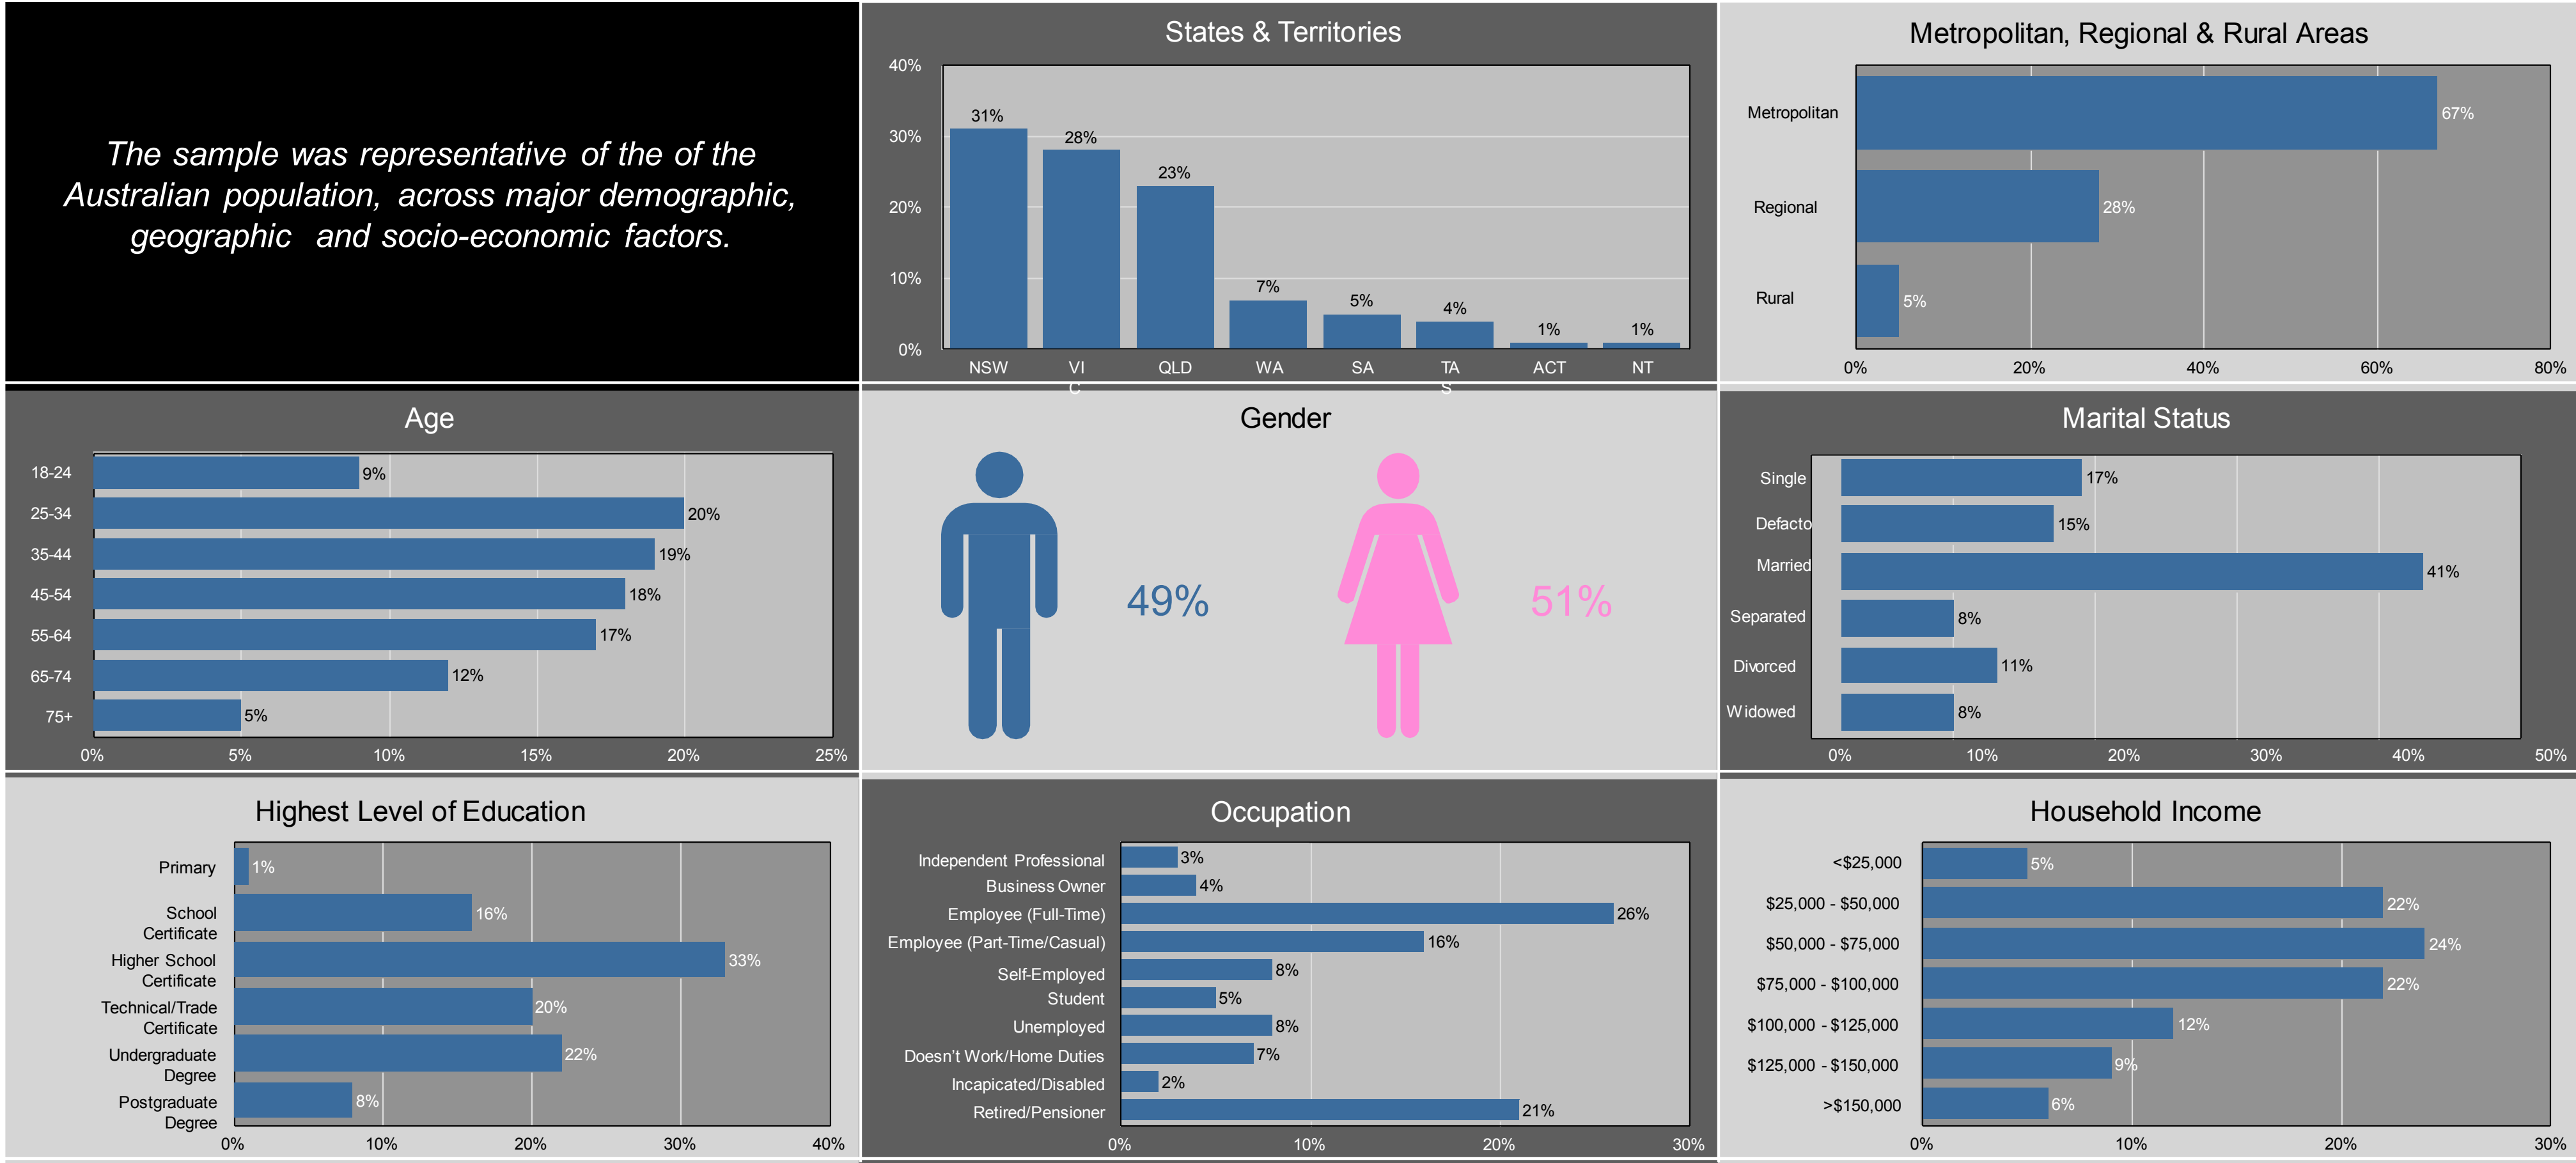 The sample was representative of the of the
Australian population, across major demographic,
geographic and socio-economic factors.
States & Territories
40%
30%
20%
10%
0%
31%
28%
23%
7%
5%
4%
1%
1%
NSW
VI
C
QLD
WA
SA
TA
S
ACT
NT
Metropolitan, Regional & Rural Areas
Metropolitan
67%
Regional
28%
Rural
5%
0%
20%
40%
60%
80%
Age
18-24
9%
25-34
20%
35-44
19%
45-54
18%
55-64
17%
65-74
12%
75+
5%
0%
5%
10%
15%
20%
25%
Gender
49%
51%
Marital Status
Single
17%
Defacto
15%
Married
41%
Separated
8%
Divorced
11%
Widowed
8%
0%
10%
20%
30%
40%
50%
Highest Level of Education
Primary
1%
School
Certificate
16%
Higher School
Certificate
33%
Technical/Trade
Certificate
20%
Undergraduate
Degree
22%
Postgraduate
Degree
8%
0%
10%
20%
30%
40%
Occupation
Independent Professional
3%
Business Owner
4%
Employee (Full-Time)
26%
Employee (Part-Time/Casual)
16%
Self-Employed
8%
Student
5%
Unemployed
8%
Doesn't Work/Home Duties
7%
Incapicated/Disabled
2%
Retired/Pensioner
21%
0%
10%
20%
30%
Household Income
<$25,000
5%
$25,000 - $50,000
22%
$50,000 - $75,000
24%
$75,000 - $100,000
22%
$100,000 - $125,000
12%
$125,000 - $150,000
9%
>$150,000
6%
0%
10%
20%
30%